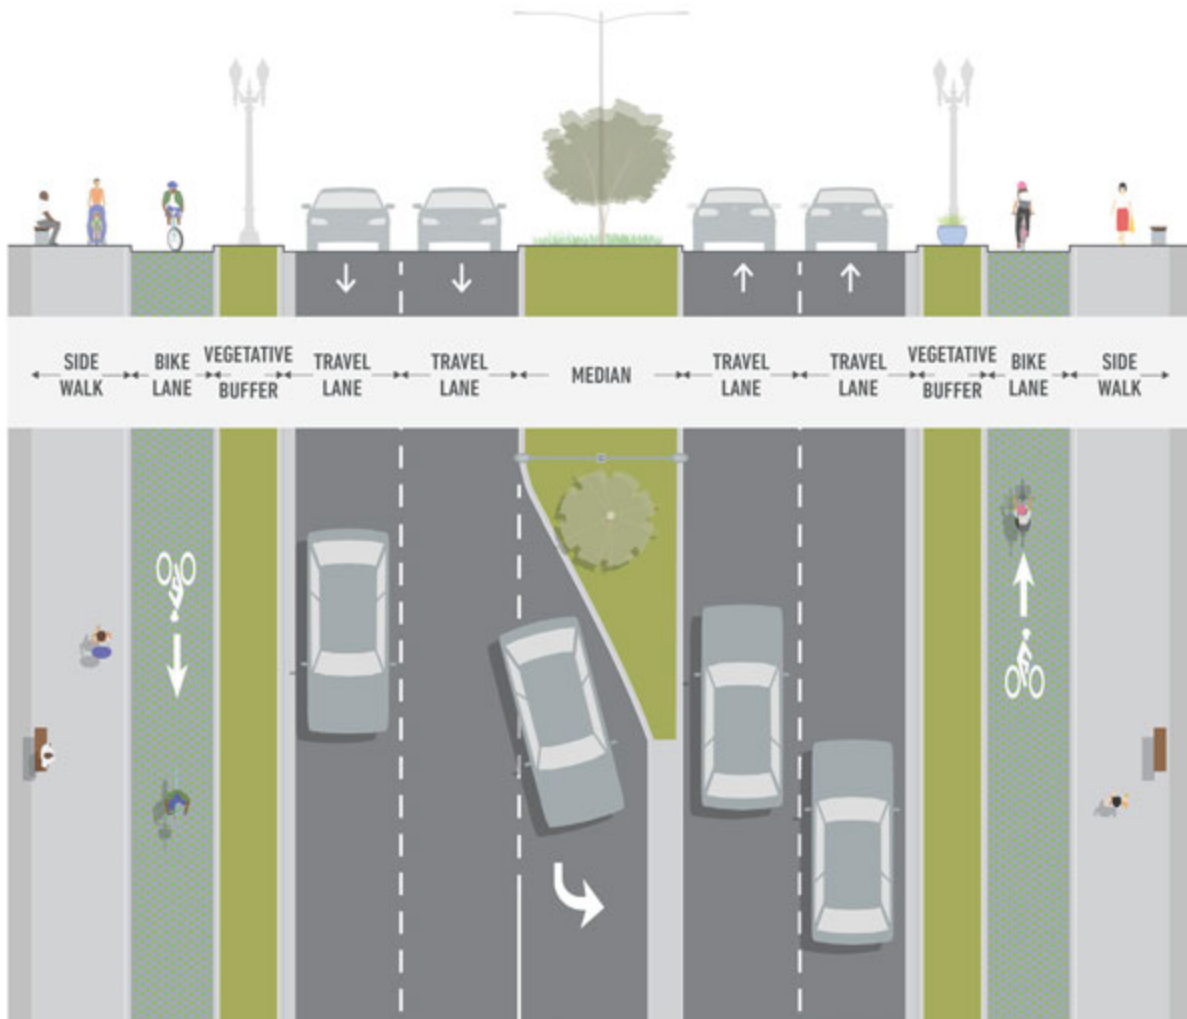 SIDE
WALK
BIKE
LANE
VEGETATIVE
BUFFER
TRAVEL
LANE
TRAVEL
LANE
MEDIAN
TRAVEL
LANE
TRAVEL
LANE
VEGETATIVE
BUFFER
BIKE
LANE
SIDE
WALK